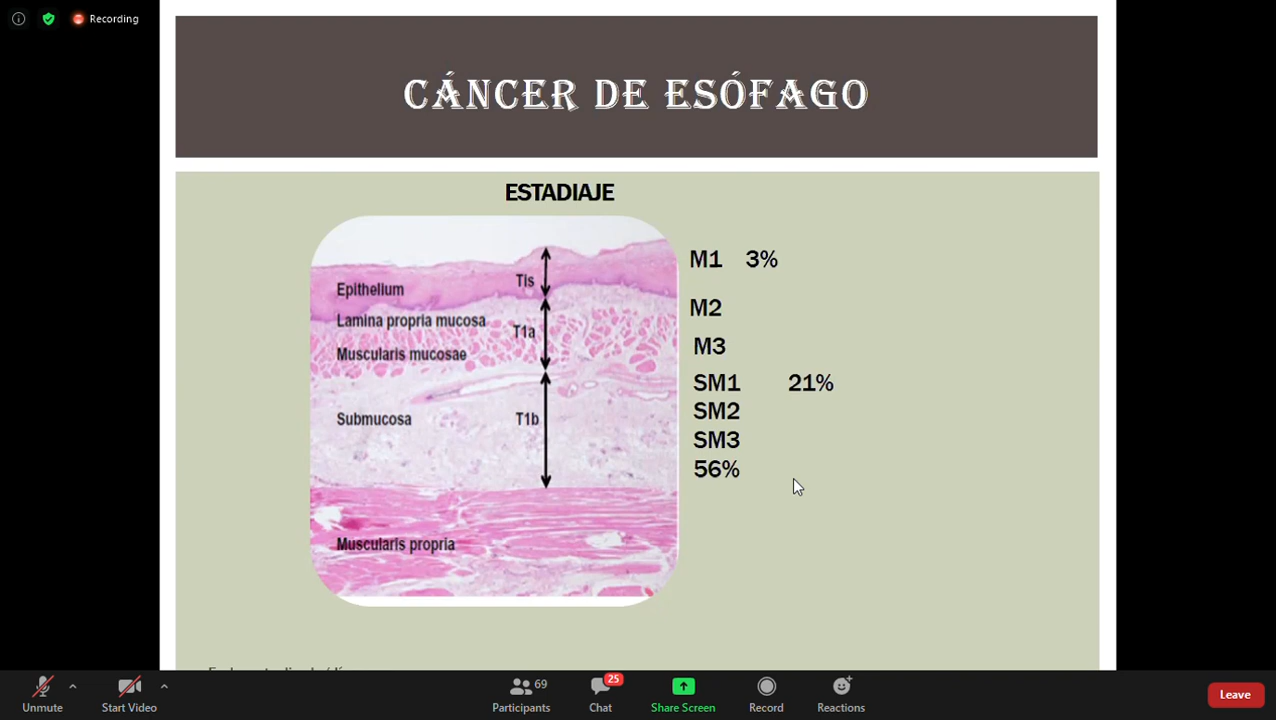 Recording
CÁNCER DE ESÓFAGO
ESTADIAJE
Tis
Epithelium
Lamina propria mucosa
T1a
Muscularis mucosae
Submucosa
T1b
Muscularis propria
M1 3%
M2
M3
SM1 21%
SM2
SM3
56%
Unmute
Start Video
69
Participants
25
Chat
Share Screen
Record
Reactions
Leave